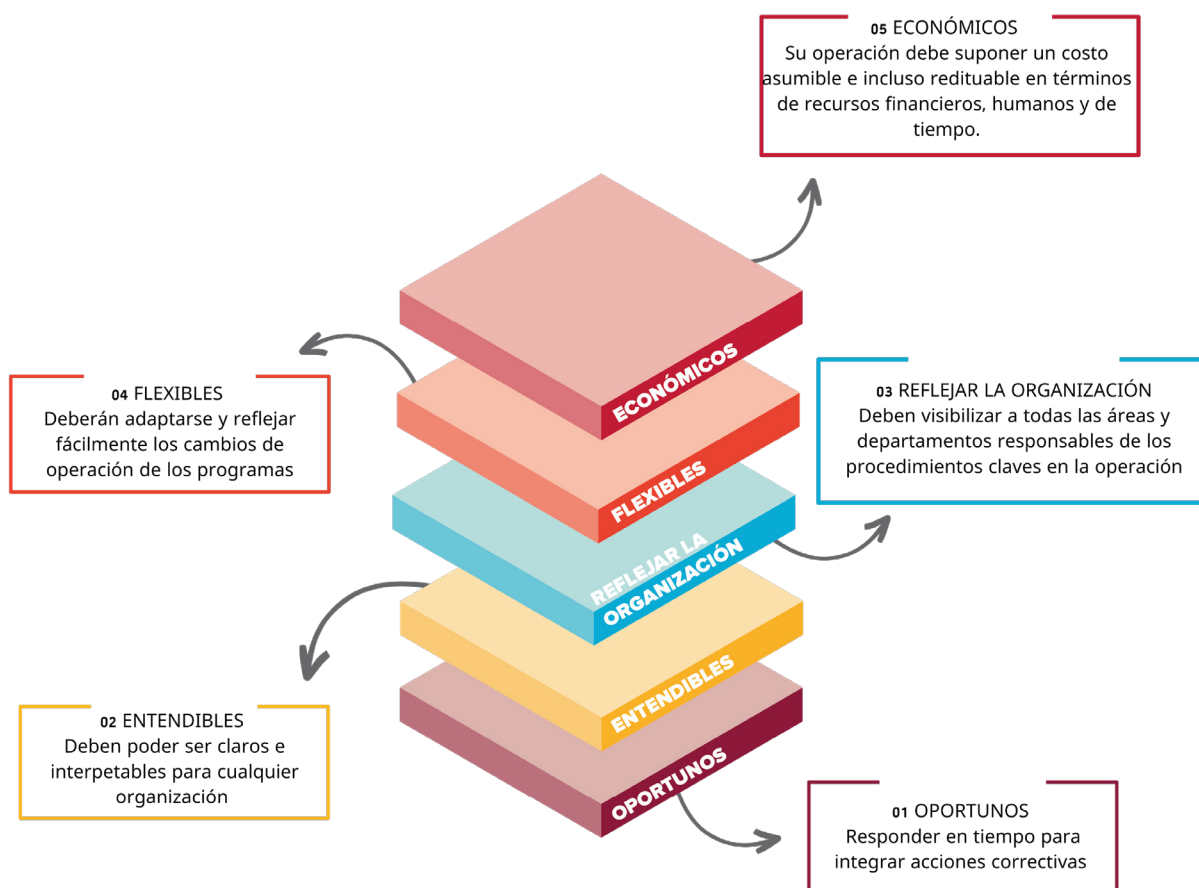 05 ECONÓMICOS
Su operación debe suponer un costo
asumible e incluso redituable en términos
de recursos financieros, humanos y de
tiempo.
ECONÓMICOS
04 FLEXIBLES
Deberán adaptarse y reflejar
fácilmente los cambios de
operación de los programas
FLEXIBLES
03 REFLEJAR LA ORGANIZACIÓN
Deben visibilizar a todas las áreas y
departamentos responsables de los
procedimientos claves en la operación
REFLEJAR LA
ORGANIZACIÓN
02 ENTENDIBLES
Deben poder ser claros e
interpetables para cualquier
organización
ENTENDIBLES
OPORTUNOS
01 OPORTUNOS
Responder en tiempo para
integrar acciones correctivas